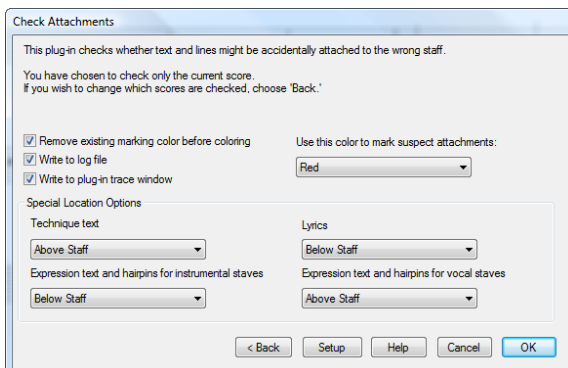 Check Attachments
This plug-in checks whether text and lines might be accidentally attached to the wrong staff.
You have chosen to check only the current score.
If you wish to change which scores are checked, choose 'Back.'
Remove existing marking color before coloring
Write to log file
Write to plug-in trace window
Use this color to mark suspect attachments:
Red
Special Location Options
Technique text
Above Staff
Lyrics
Below Staff
Expression text and hairpins for instrumental staves
Below Staff
Expression text and hairpins for vocal staves
Above Staff
< Back
Setup
Help
Cancel
OK